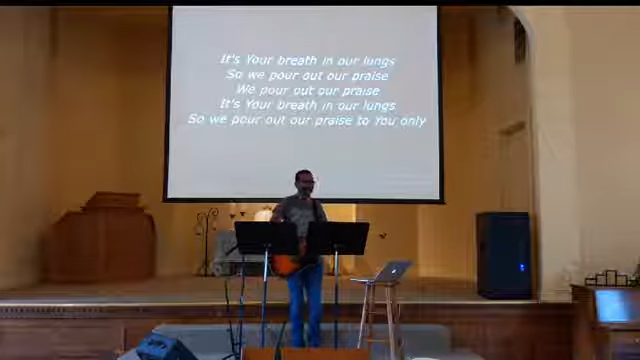 It's Your breath in our lungs
So we pour out our praise
We pour out our praise
It's Your breath in our lungs
So we pour out our praise to You only